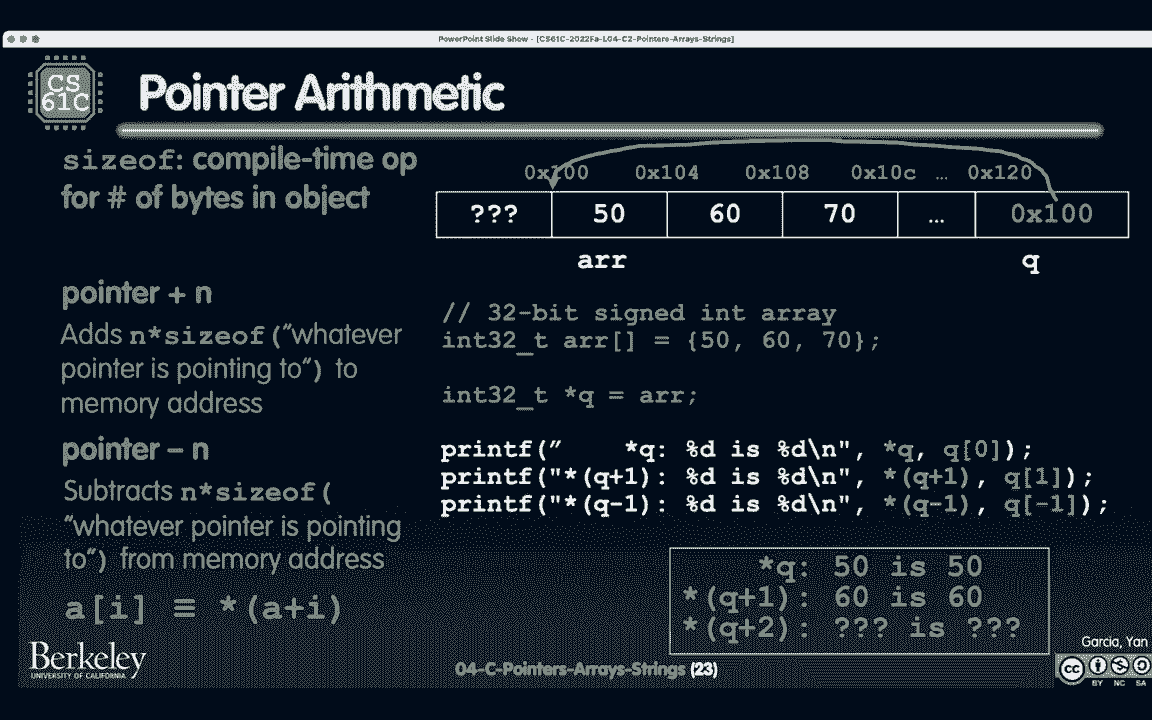 PowerPoint Slide Show - [CS61C-2022Fa-L04-C2-Pointers-Arrays-Strings]
CS
61C
Pointer Arithmetic
sizeof: compile-time op
for # of bytes in object
0x100 0x104 0x108 0x10c … 0x120
??? 50 60 70 … 0x100
arr q
pointer + n
Adds n*sizeof("whatever
pointer is pointing to") to
memory address
pointer – n
Subtracts n*sizeof(
"whatever pointer is pointing
to") from memory address
a[i] ≡ *(a+i)
// 32-bit signed int array
int32_t arr[] = {50, 60, 70};
int32_t *q = arr;
printf(”    *q: %d is %d\n", *q, q[0]);
printf("*(q+1): %d is %d\n", *(q+1), q[1]);
printf("*(q-1): %d is %d\n", *(q-1), q[-1]);
*q: 50 is 50
*(q+1): 60 is 60
*(q+2): ??? is ???
Berkeley
UNIVERSITY OF CALIFORNIA
04-C-Pointers-Arrays-Strings (23)
Garcia, Yan
cc
BY NC SA